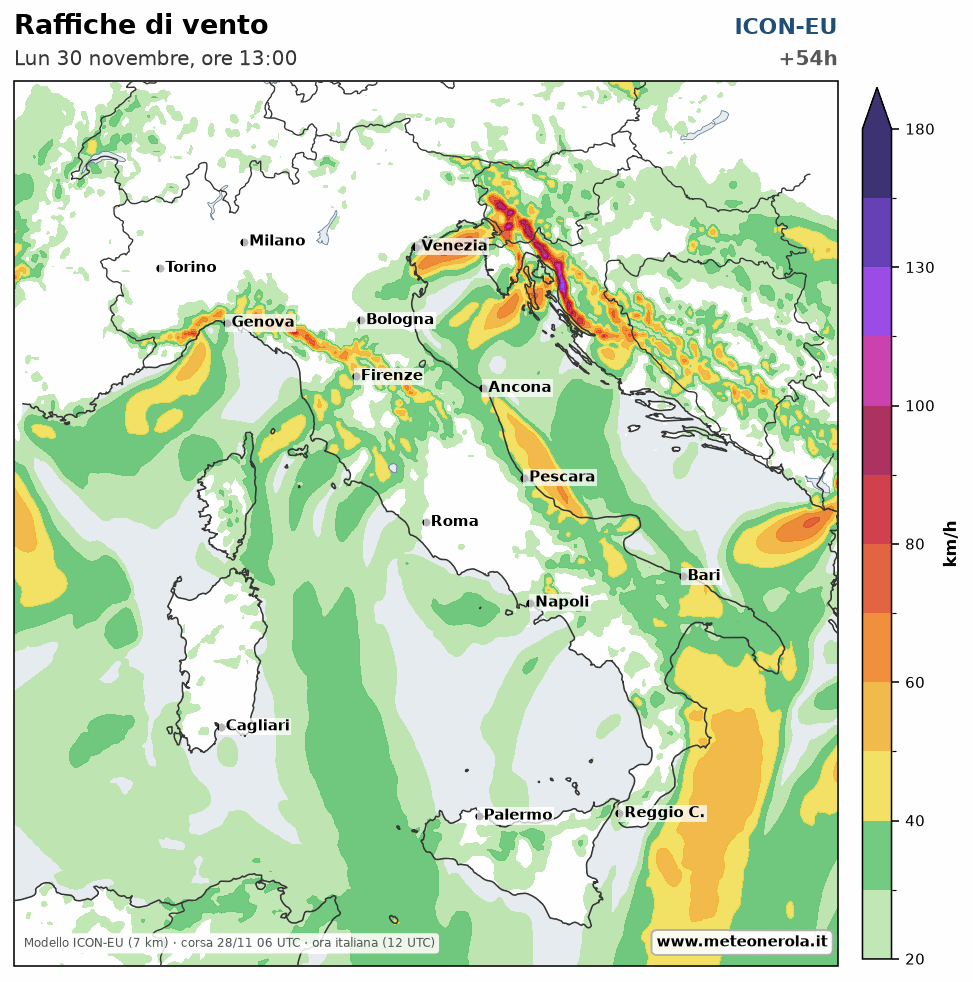 Raffiche di vento
ICON-EU
Lun 30 novembre, ore 13:00
+54h
180
130
100
80
60
40
20
km/h
Milano
Venezia
Torino
Genova
Bologna
Firenze
Ancona
Pescara
Roma
Bari
Napoli
Cagliari
Palermo
Reggio C.
Modello ICON-EU (7 km) · corsa 28/11 06 UTC · ora italiana (12 UTC)
www.meteonerola.it